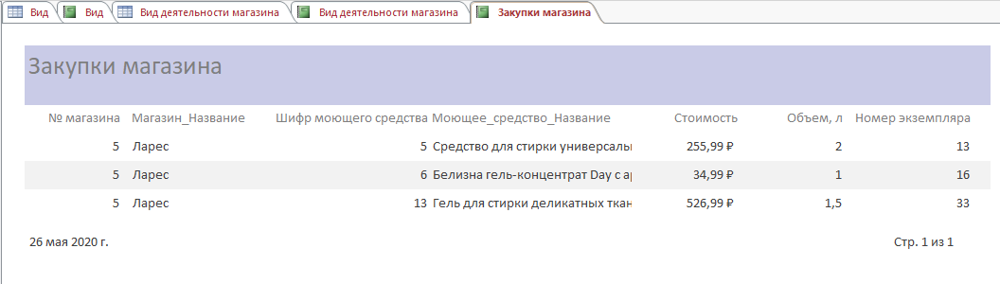 Вид Вид Вид деятельности магазина Вид деятельности магазина Закупки магазина
Закупки магазина
№ магазина Магазин_Название Шифр моющего средства Моющее_средство_Название Стоимость Объем, л Номер экземпляра
5 Ларес 5 Средство для стирки универсаль 255,99 ₽ 2 13
5 Ларес 6 Белизна гель-концентрат Day с а 34,99 ₽ 1 16
5 Ларес 13 Гель для стирки деликатных ткан 526,99 ₽ 1,5 33
26 мая 2020 г. Стр. 1 из 1